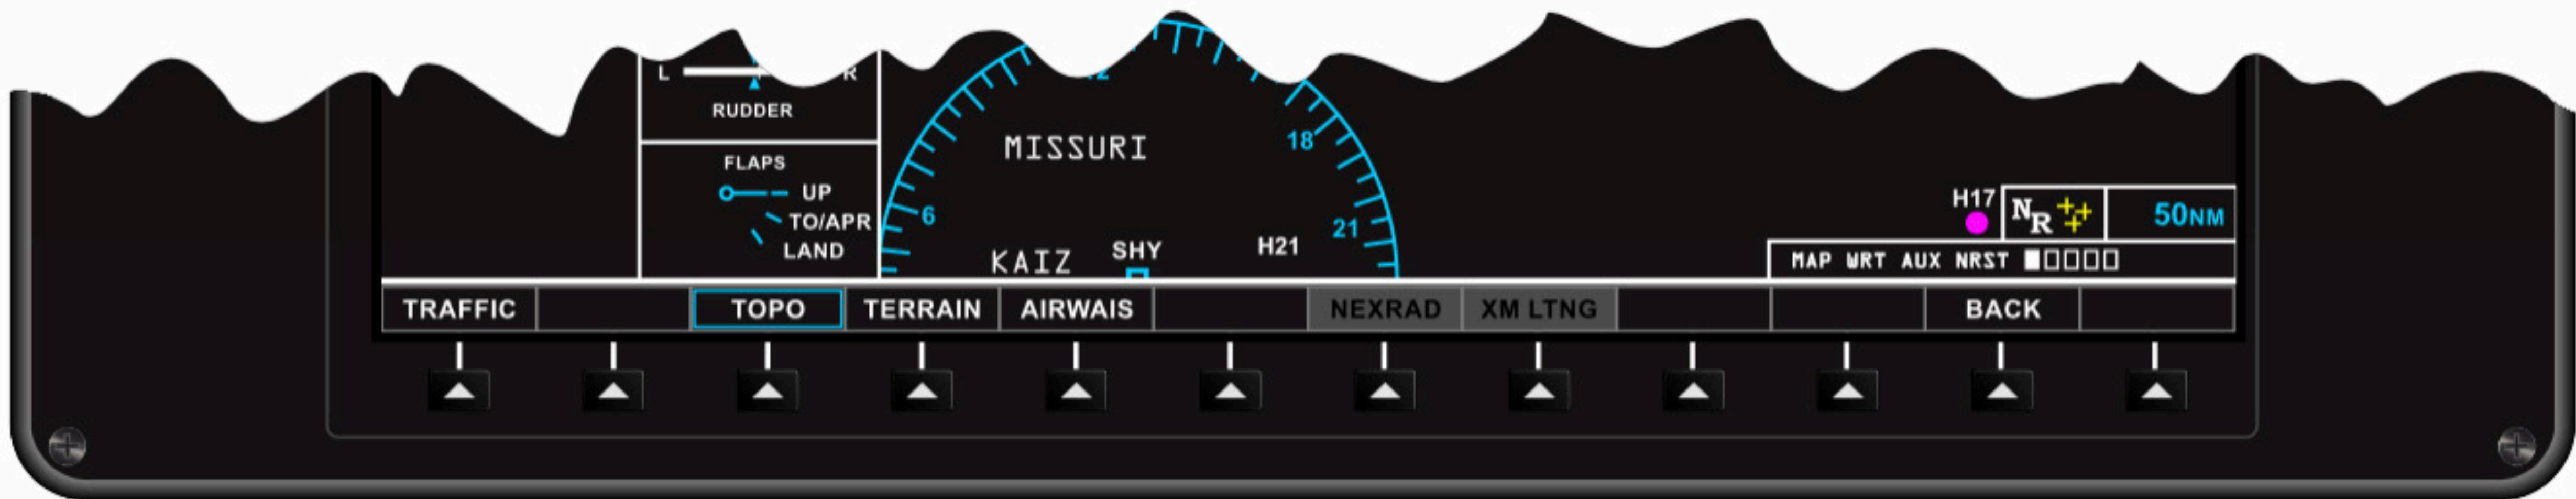 L R
RUDDER
FLAPS
UP
TO/APR
LAND
MISSURI
18
6
21
KAIZ SHY H21
H17
NR 50NM
MAP WRT AUX NRST
TRAFFIC TOPO TERRAIN AIRWAIS NEXRAD XM LTNG BACK